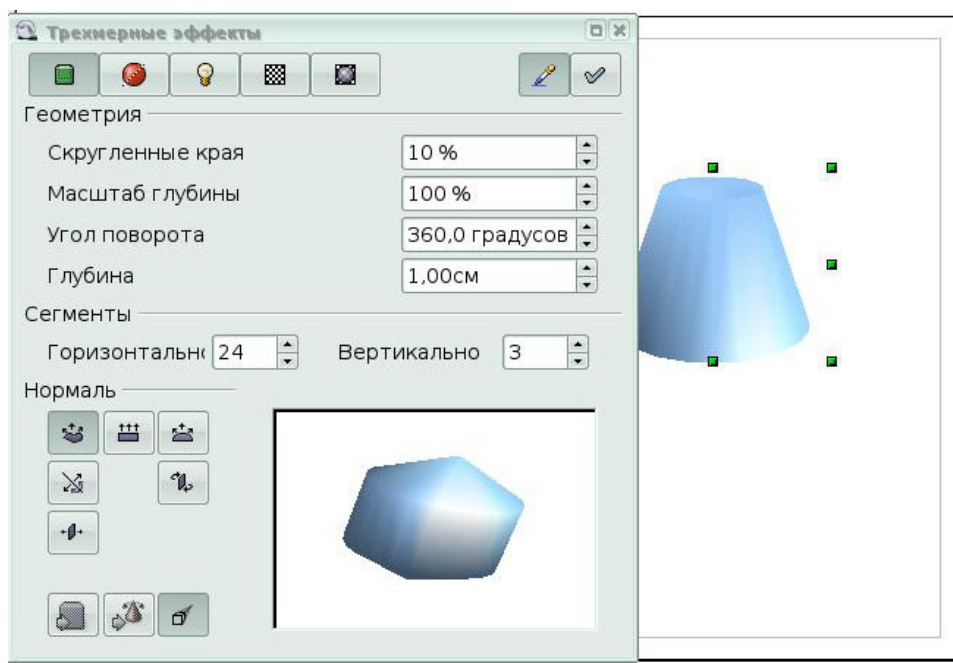 Трехмерные эффекты
Геометрия
Скругленные края 10 %
Масштаб глубины 100 %
Угол поворота 360,0 градусов
Глубина 1,00см
Сегменты
Горизонтальнс 24 Вертикально 3
Нормаль